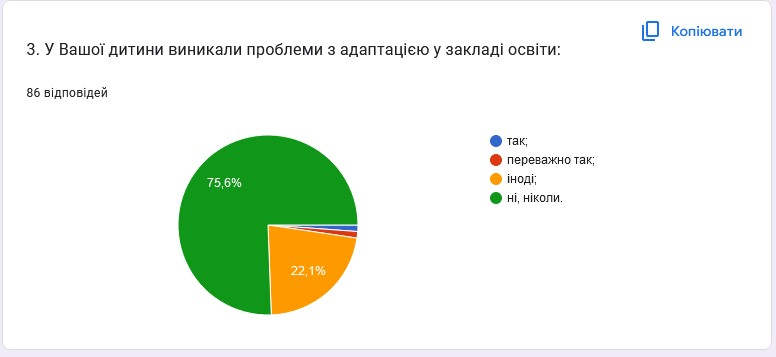 Копіювати
3. У Вашої дитини виникали проблеми з адаптацією у закладі освіти:
86 відповідей
так;
переважно так;
іноді;
ні, ніколи.
75,6%
22,1%